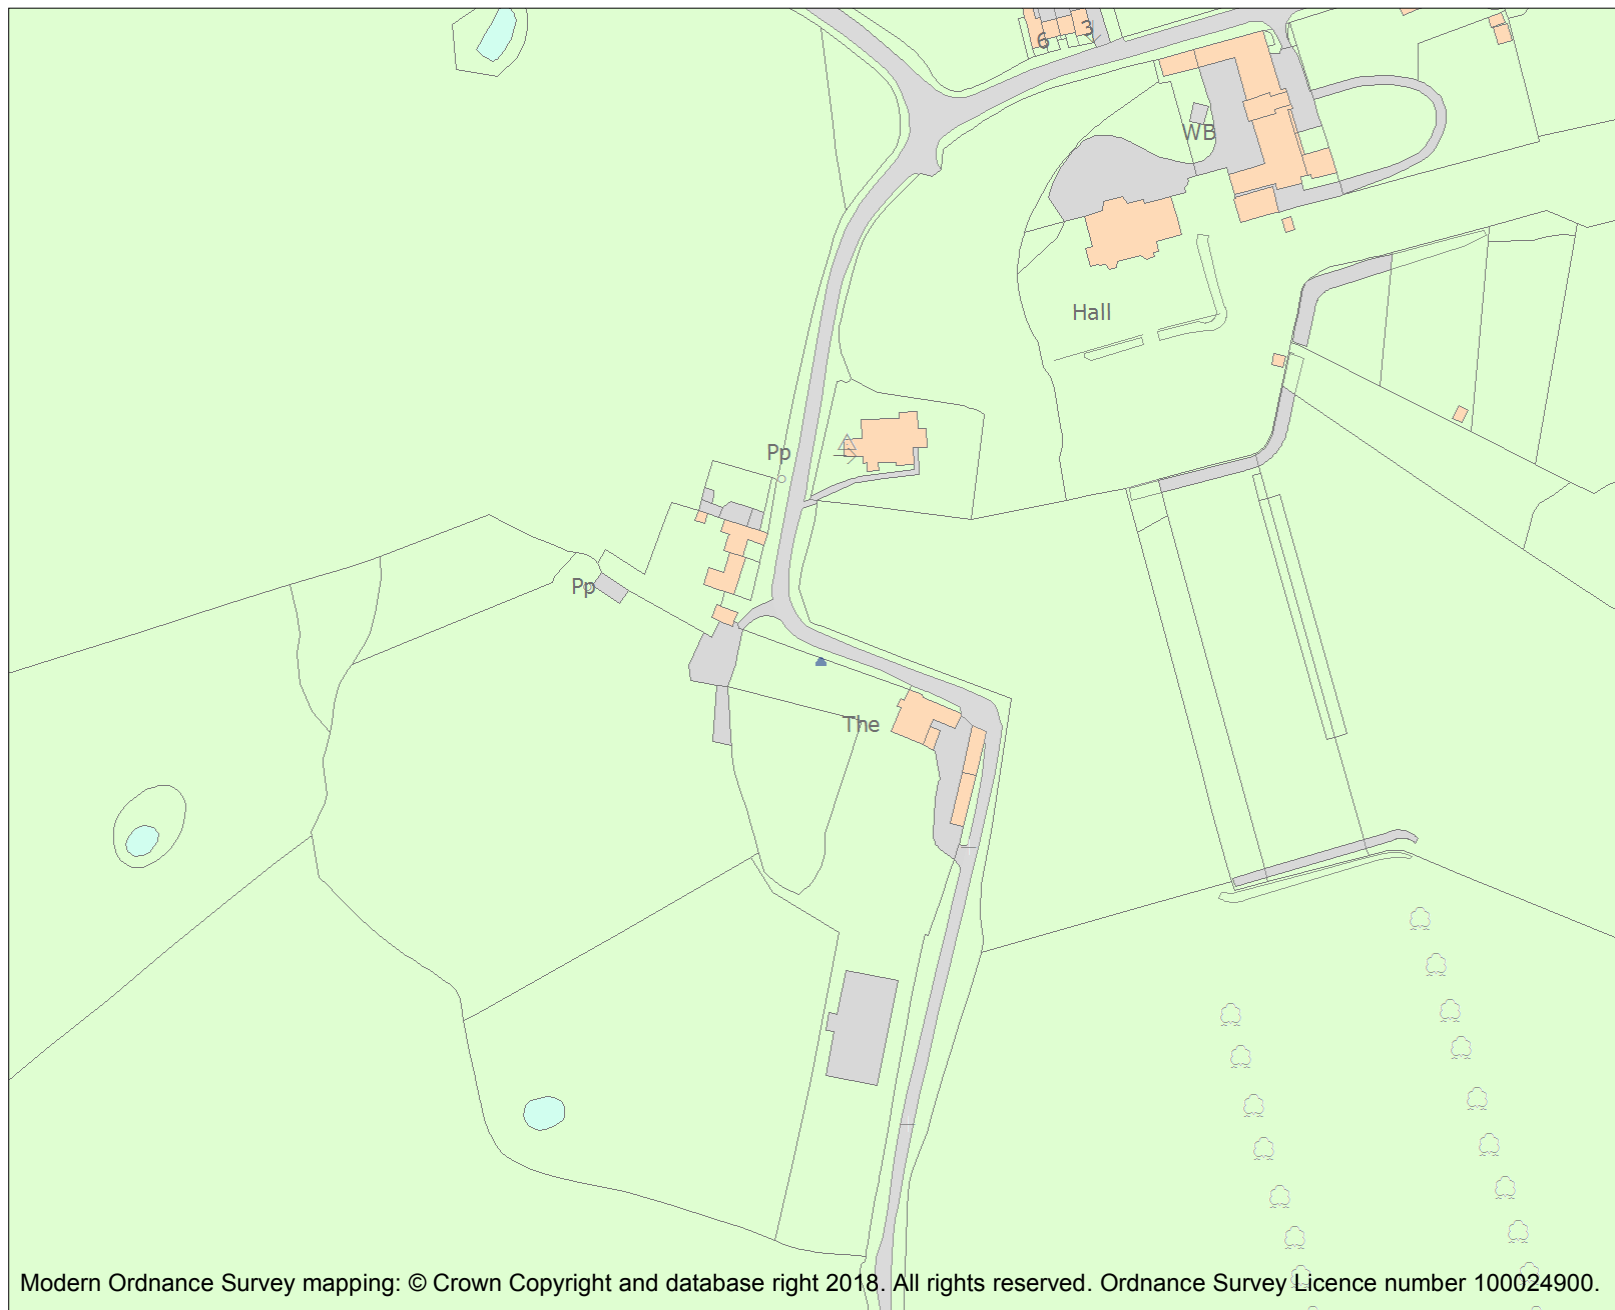 6 3
WB
Hall
Pp
Pp
The
Modern Ordnance Survey mapping: © Crown Copyright and database right 2018. All rights reserved. Ordnance Survey Licence number 100024900.